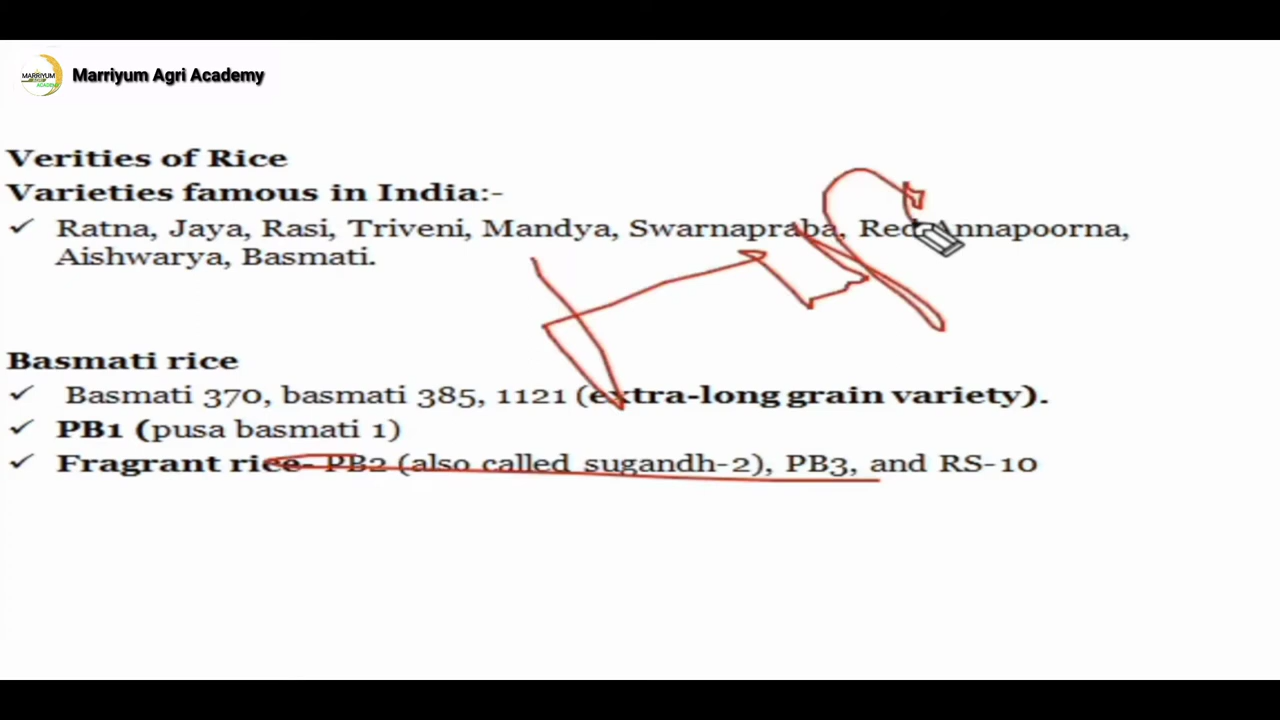 MARRIYUM
ACADEMY
Marriyum Agri Academy
Verities of Rice
Varieties famous in India:-
✓ Ratna, Jaya, Rasi, Triveni, Mandya, Swarnapraba, Red Annapoorna,
Aishwarya, Basmati.
Basmati rice
✓ Basmati 370, basmati 385, 1121 (extra-long grain variety).
✓ PB1 (pusa basmati 1)
✓ Fragrant rice- PB2 (also called sugandh-2), PB3, and RS-10